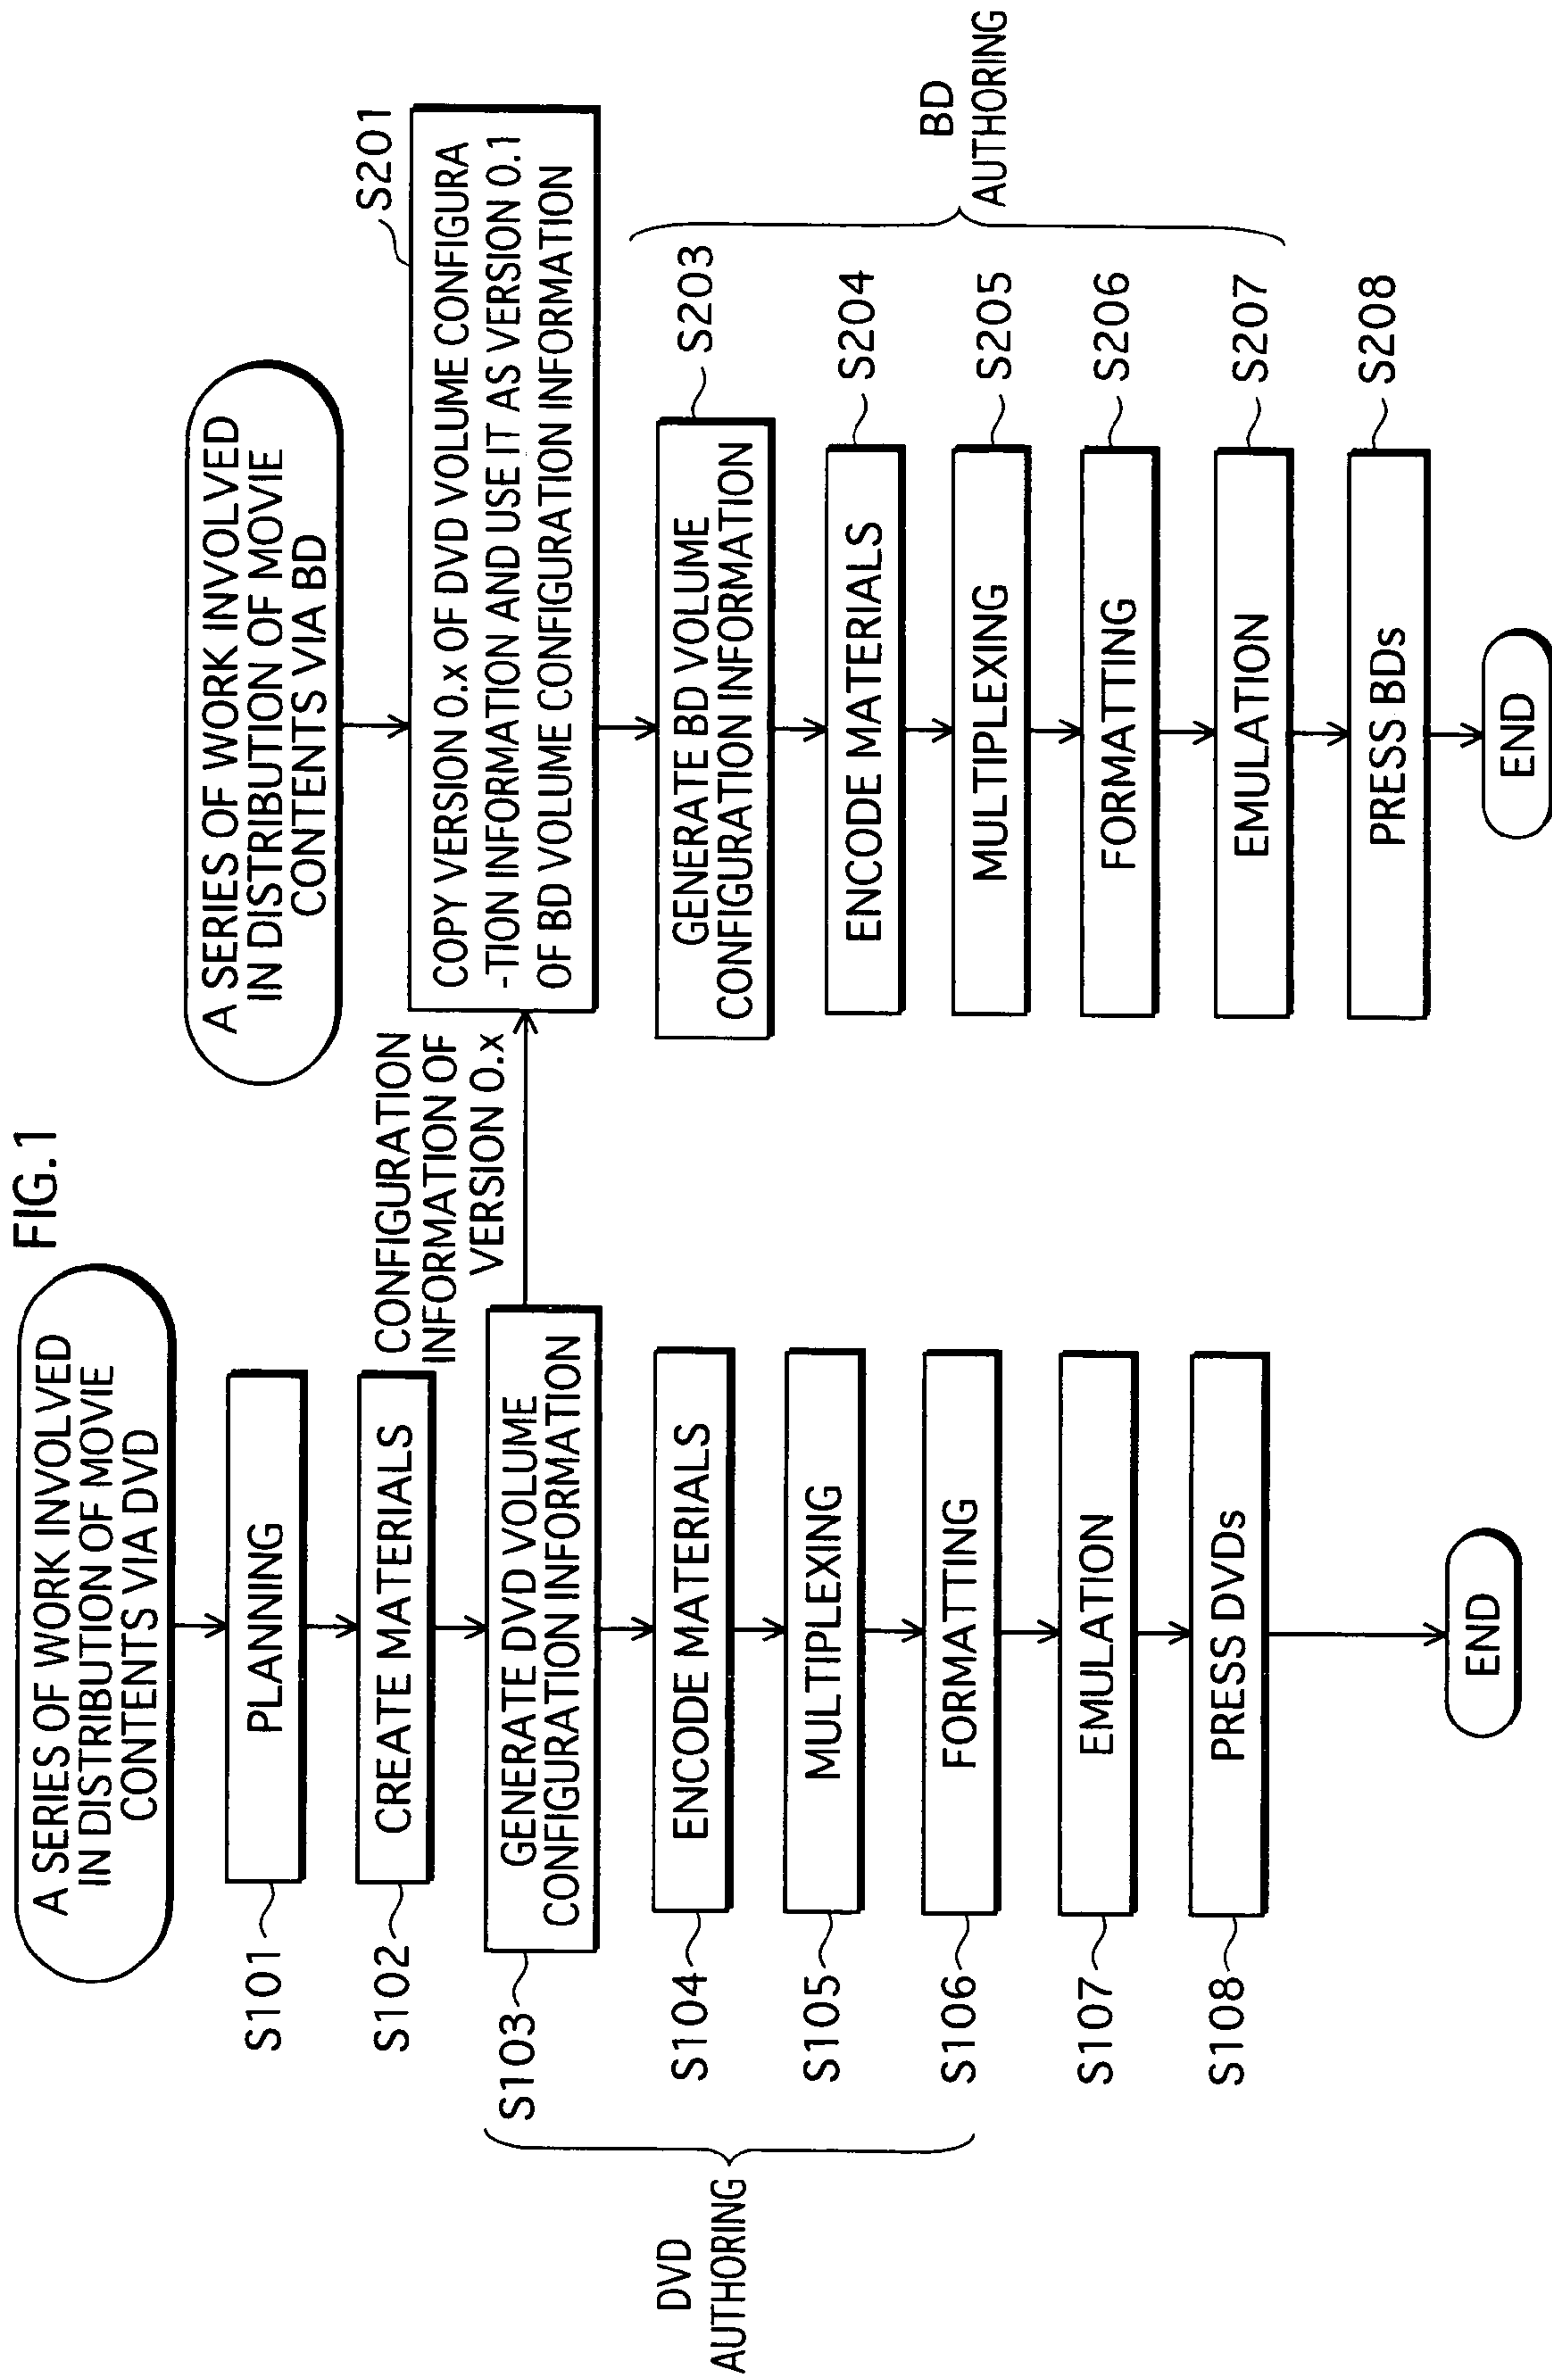 FIG.1
A SERIES OF WORK INVOLVED
IN DISTRIBUTION OF MOVIE
CONTENTS VIA DVD
S101
PLANNING
S102
CREATE MATERIALS
S103
GENERATE DVD VOLUME
CONFIGURATION INFORMATION
CONFIGURATION
INFORMATION OF
VERSION 0.x
S104
ENCODE MATERIALS
S105
MULTIPLEXING
S106
FORMATTING
S107
EMULATION
S108
PRESS DVDs
END
DVD
AUTHORING
A SERIES OF WORK INVOLVED
IN DISTRIBUTION OF MOVIE
CONTENTS VIA BD
S201
COPY VERSION 0.x OF DVD VOLUME CONFIGURA
-TION INFORMATION AND USE IT AS VERSION 0.1
OF BD VOLUME CONFIGURATION INFORMATION
S203
GENERATE BD VOLUME
CONFIGURATION INFORMATION
S204
ENCODE MATERIALS
S205
MULTIPLEXING
S206
FORMATTING
S207
EMULATION
S208
PRESS BDs
END
BD
AUTHORING